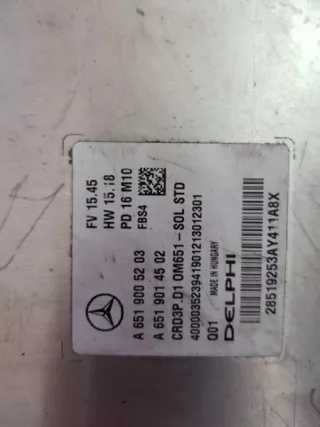 FV 15.45
HW 15.18
PD 16 M10
FBS4
A 651 900 52 03
A 651 901 45 02
CRD3P.D1 OM651-SOL STD
400003523941901213012301
Q01
MADE IN HUNGARY
DELPHI
28519253AY411A8X